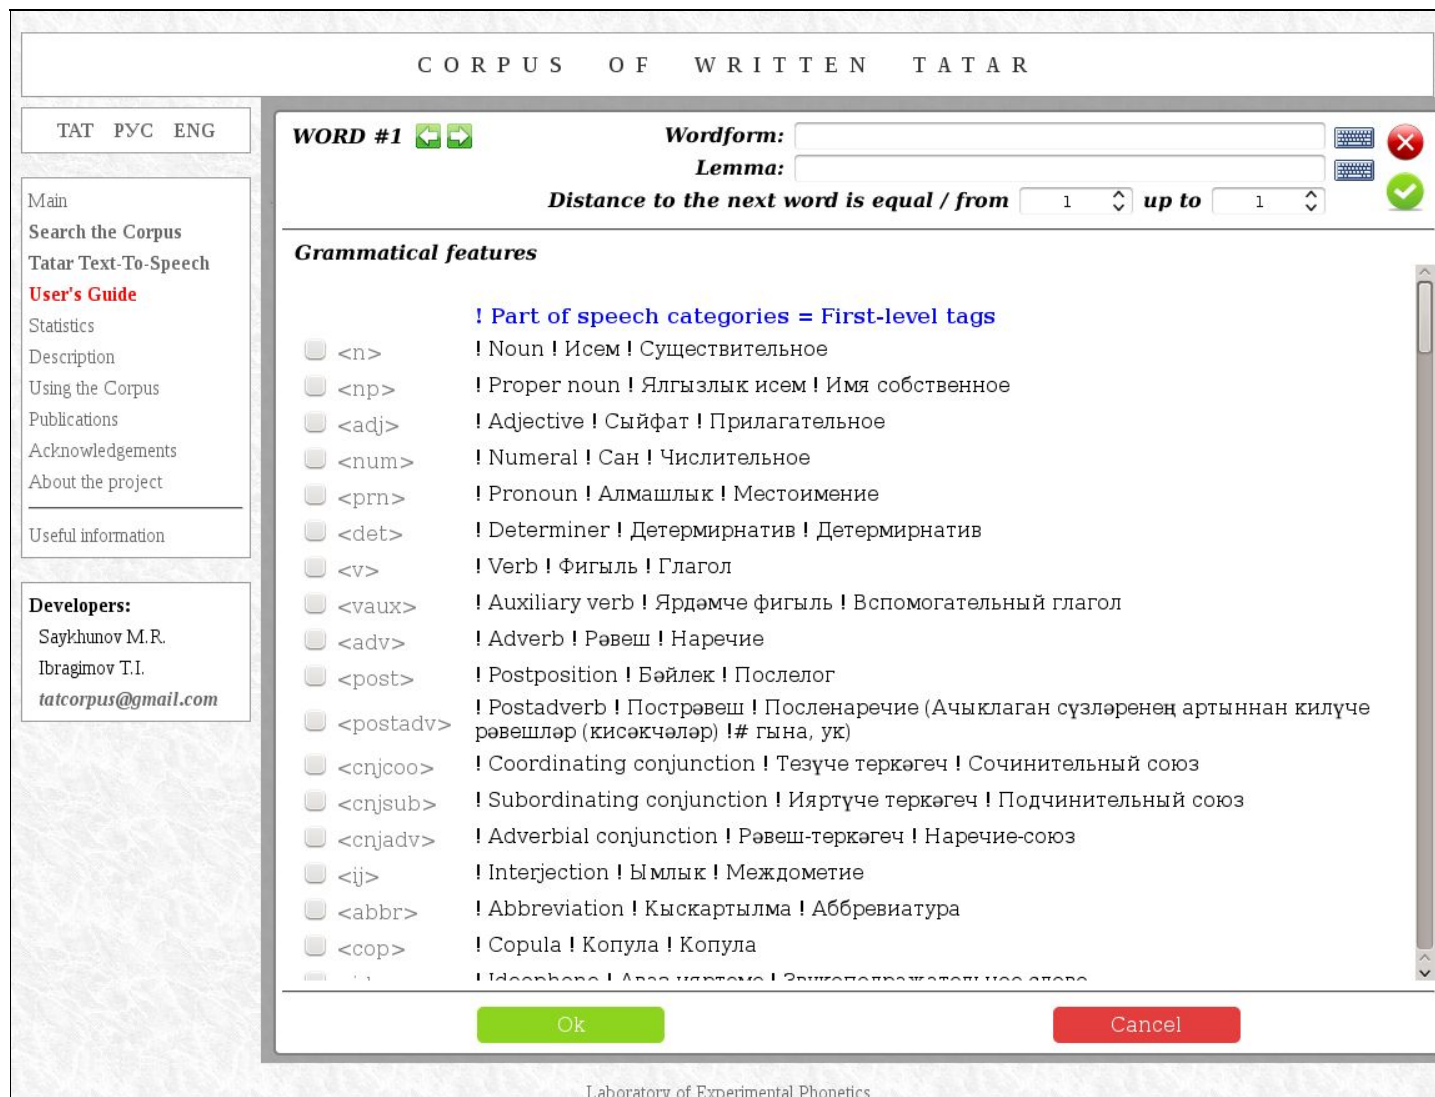 CORPUS OF WRITTEN TATAR
TAT РУС ENG
Main
Search the Corpus
Tatar Text-To-Speech
User's Guide
Statistics
Description
Using the Corpus
Publications
Acknowledgements
About the project
Useful information
Developers:
Saykhunov M.R.
Ibragimov T.I.
tatcorpus@gmail.com
WORD #1
Wordform:
Lemma:
Distance to the next word is equal / from 1 up to 1
Grammatical features
! Part of speech categories = First-level tags
<n> ! Noun ! Исем ! Существительное
<np> ! Proper noun ! Ялгызлык исем ! Имя собственное
<adj> ! Adjective ! Сыйфат ! Прилагательное
<num> ! Numeral ! Сан ! Числительное
<prn> ! Pronoun ! Алмашлык ! Местоимение
<det> ! Determiner ! Детермирнатив ! Детермирнатив
<v> ! Verb ! Фигыль ! Глагол
<vaux> ! Auxiliary verb ! Ярдәмче фигыль ! Вспомогательный глагол
<adv> ! Adverb ! Рәвеш ! Наречие
<post> ! Postposition ! Бәйлек ! Послелог
<postadv> ! Postadverb ! Построәвеш ! Посленаречие (Ачыклаган сүзләренең артыннан килүче
рәвешләр (кисәкчәләр) !# гына, ук)
<cnjcoo> ! Coordinating conjunction ! Тезүче теркәгеч ! Сочинительный союз
<cnjsub> ! Subordinating conjunction ! Ияртүче теркәгеч ! Подчинительный союз
<cnjadv> ! Adverbial conjunction ! Рәвеш-теркәгеч ! Наречие-союз
<ij> ! Interjection ! Ымлык ! Междометие
<abbr> ! Abbreviation ! Кыскартылма ! Аббревиатура
<cop> ! Copula ! Копула ! Копула
! Ideophone ! Аваз ияртеме ! Звукоподражательное слово
Ok
Cancel
Laboratory of Experimental Phonetics